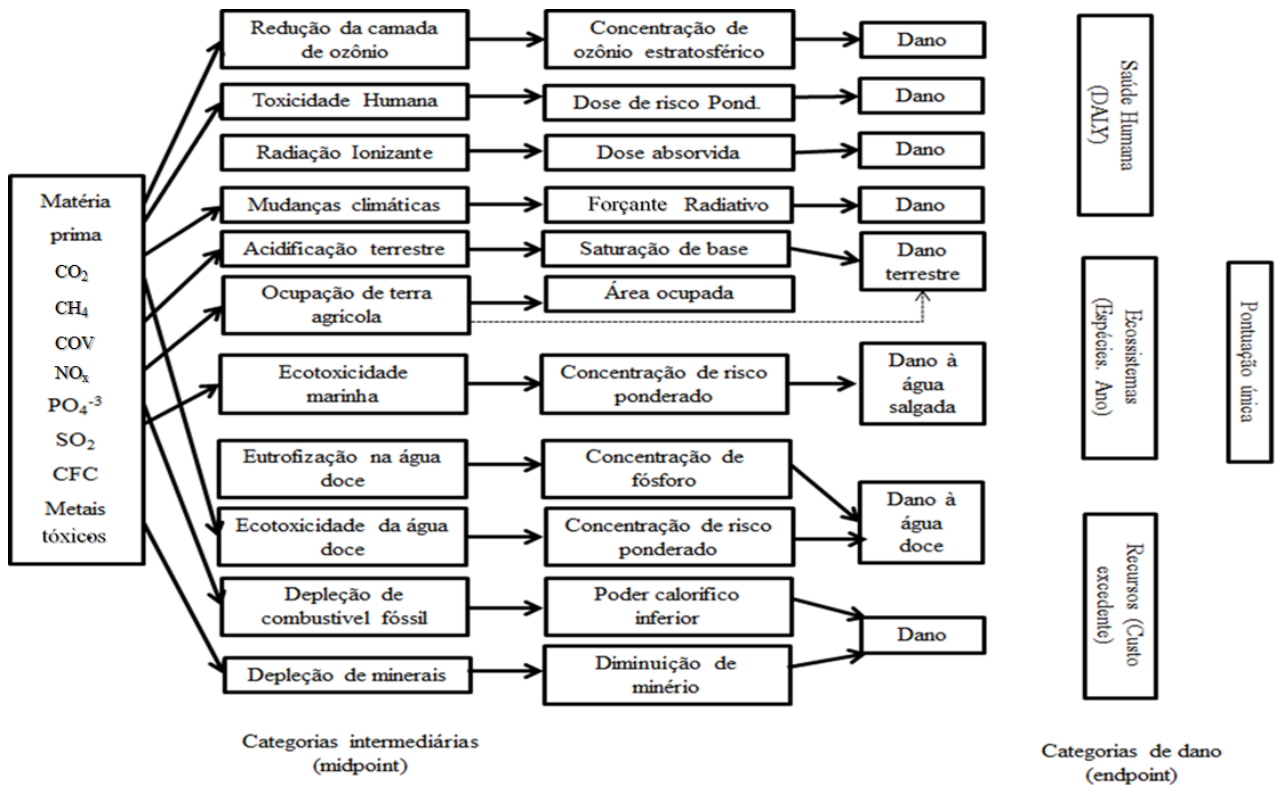 Matéria
prima
CO₂
CH₄
COV
NOₓ
PO₄⁻³
SO₂
CFC
Metais
tóxicos
Redução da camada
de ozônio
Concentração de
ozônio estratosférico
Dano
Toxicidade Humana
Dose de risco Pond.
Dano
Radiação Ionizante
Dose absorvida
Dano
Mudanças climáticas
Forçante Radiativo
Dano
Acidificação terrestre
Saturação de base
Dano
terrestre
Ocupação de terra
agrícola
Área ocupada
Ecotoxicidade
marinha
Concentração de risco
ponderado
Dano à
água
salgada
Eutrofização na água
doce
Concentração de
fósforo
Dano à
água
doce
Ecotoxicidade da água
doce
Concentração de risco
ponderado
Depleção de
combustível fóssil
Poder calorifico
inferior
Dano
Depleção de minerais
Diminuição de
minério
Saúde Humana
(DALY)
Ecossistemas
(Espécies. Ano)
Recursos (Custo
excedente)
Pontuação única
Categorias intermediárias
(midpoint)
Categorias de dano
(endpoint)